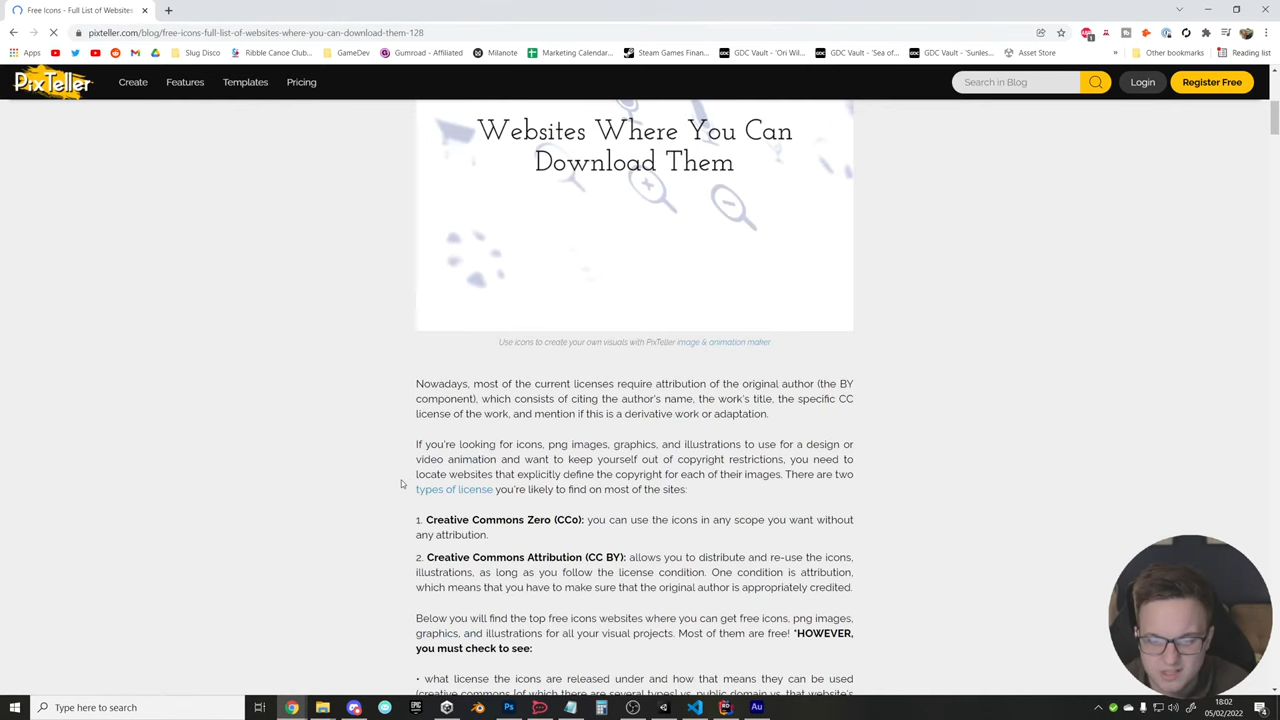 Free Icons - Full List of Websites
pixteller.com/blog/free-icons-full-list-of-websites-where-you-can-download-them-128
Apps
Slug Disco
Ribble Canoe Club...
GameDev
Gumroad - Affiliated
Milanote
Marketing Calendar...
Steam Games Finan...
GDC Vault - 'Ori Wil...
GDC Vault - 'Sea of...
GDC Vault - 'Sunles...
Asset Store
»
Other bookmarks
Reading list
PixTeller
Create
Features
Templates
Pricing
Search in Blog
Login
Register Free
Websites Where You Can
Download Them
Use icons to create your own visuals with PixTeller image & animation maker
Nowadays, most of the current licenses require attribution of the original author (the BY
component), which consists of citing the author's name, the work's title, the specific CC
license of the work, and mention if this is a derivative work or adaptation.
If you're looking for icons, png images, graphics, and illustrations to use for a design or
video animation and want to keep yourself out of copyright restrictions, you need to
locate websites that explicitly define the copyright for each of their images. There are two
types of license you're likely to find on most of the sites:
1. Creative Commons Zero (CC0): you can use the icons in any scope you want without
any attribution.
2. Creative Commons Attribution (CC BY): allows you to distribute and re-use the icons,
illustrations, as long as you follow the license condition. One condition is attribution,
which means that you have to make sure that the original author is appropriately credited.
Below you will find the top free icons websites where you can get free icons, png images,
graphics, and illustrations for all your visual projects. Most of them are free! *HOWEVER,
you must check to see:
• what license the icons are released under and how that means they can be used
(creative commons [of which there are several types] vs. public domain vs. that website's
Type here to search
18:02
05/02/2022